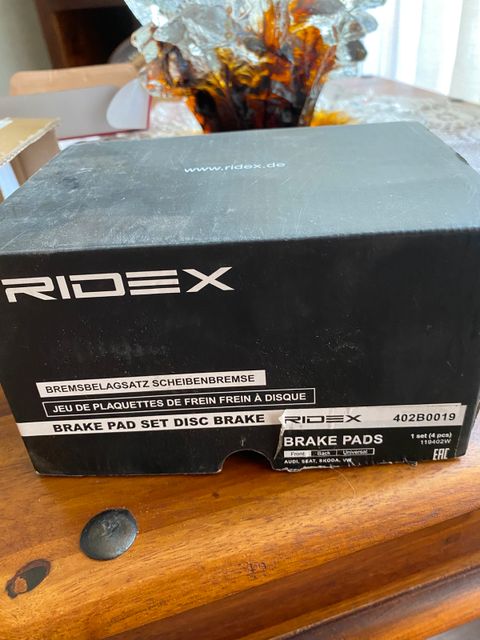 www.ridex.de
RIDEX
BREMSBELAGSATZ SCHEIBENBREMSE
JEU DE PLAQUETTES DE FREIN FREIN À DISQUE
BRAKE PAD SET DISC BRAKE
RIDEX 402B0019
BRAKE PADS 1 set (4 pcs)
119402W
Front Back Universal
AUDI, SEAT, SKODA, VW
EAC